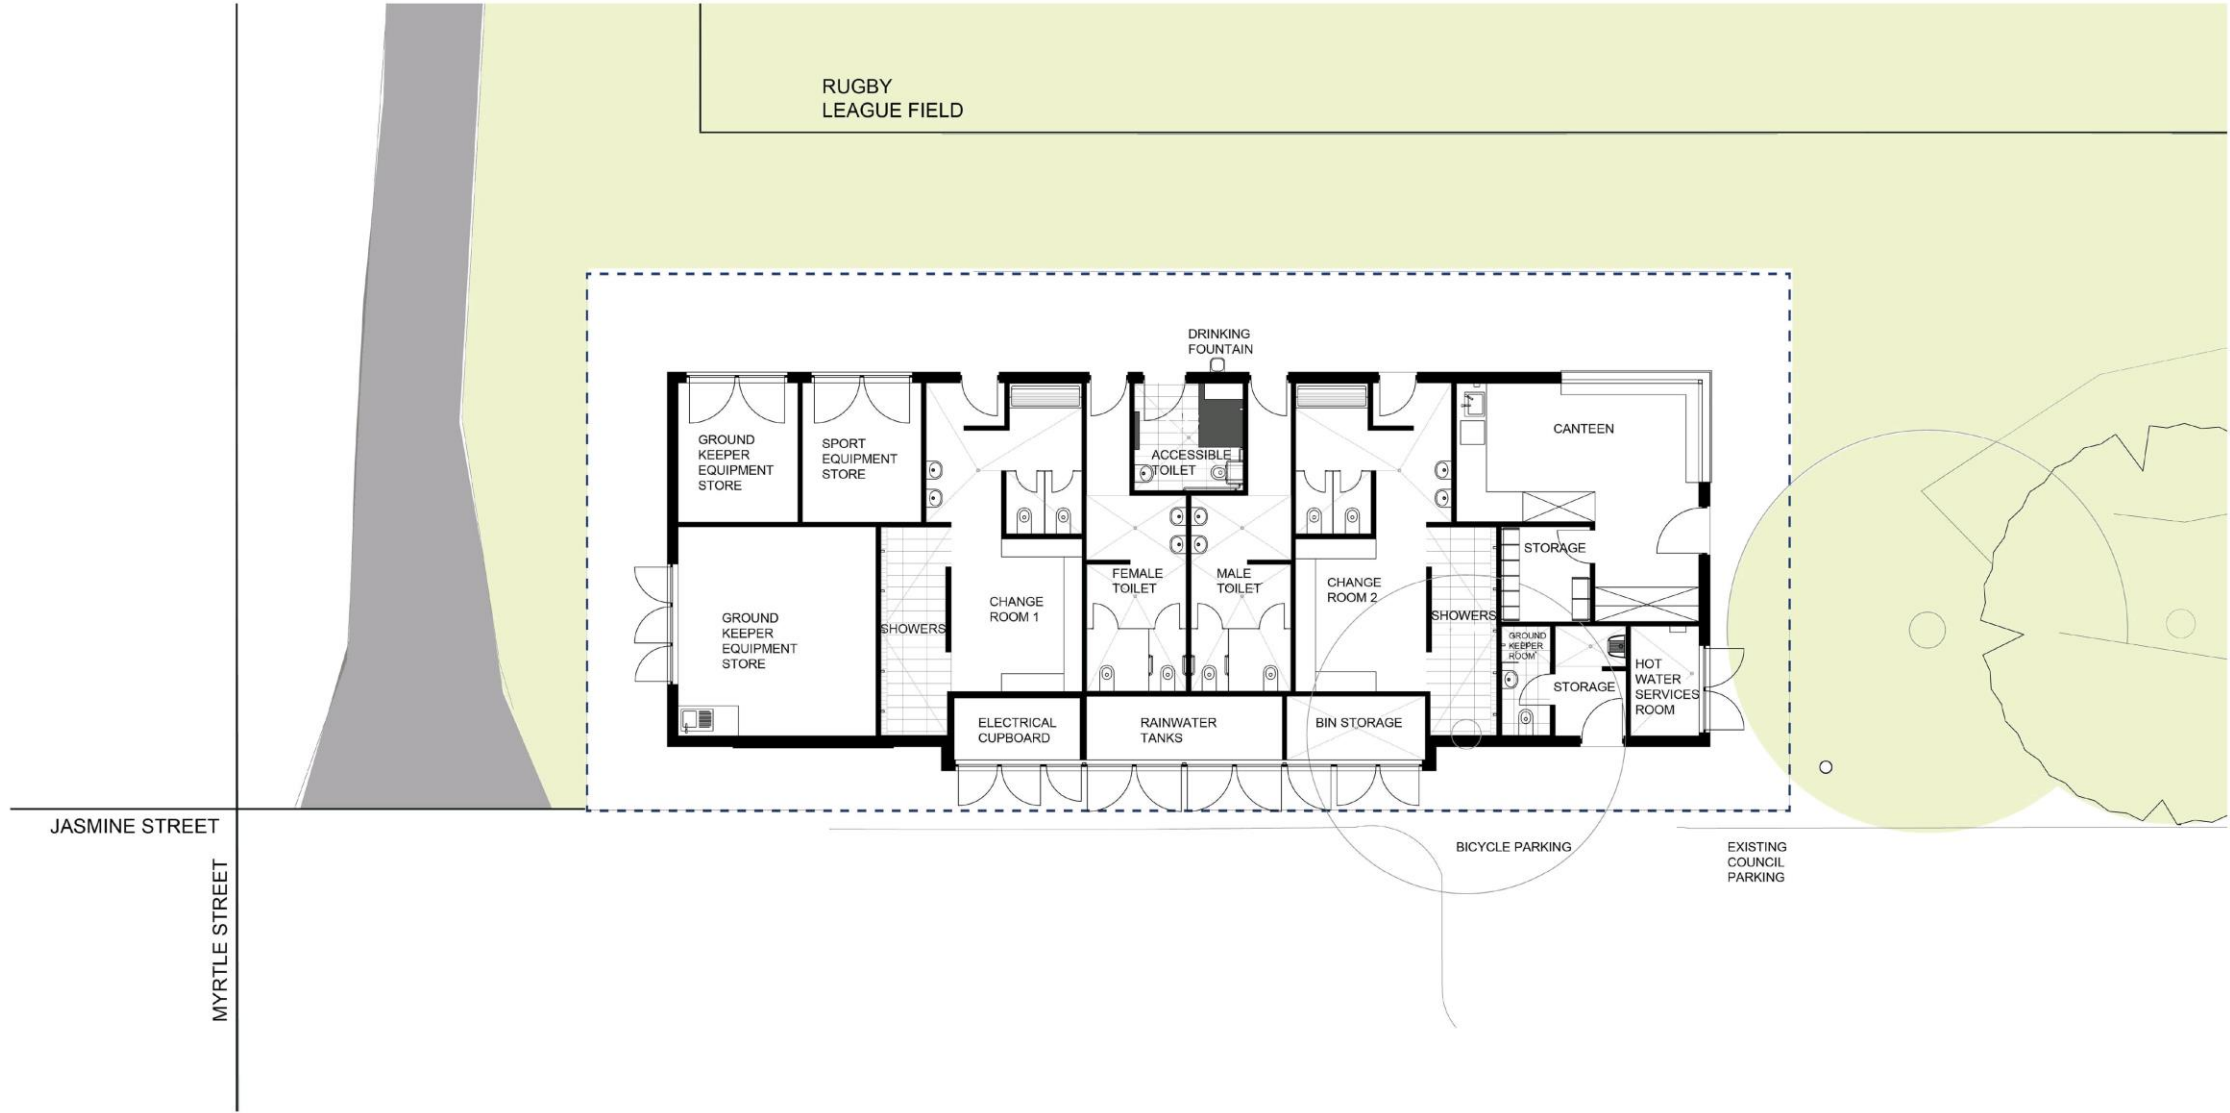 RUGBY
LEAGUE FIELD
DRINKING
FOUNTAIN
GROUND
KEEPER
EQUIPMENT
STORE
SPORT
EQUIPMENT
STORE
ACCESSIBLE
TOILET
CANTEEN
STORAGE
GROUND
KEEPER
EQUIPMENT
STORE
SHOWERS
CHANGE
ROOM 1
FEMALE
TOILET
MALE
TOILET
CHANGE
ROOM 2
SHOWERS
GROUND
KEEPER
ROOM
STORAGE
HOT
WATER
SERVICES
ROOM
ELECTRICAL
CUPBOARD
RAINWATER
TANKS
BIN STORAGE
JASMINE STREET
MYRTLE STREET
BICYCLE PARKING
EXISTING
COUNCIL
PARKING